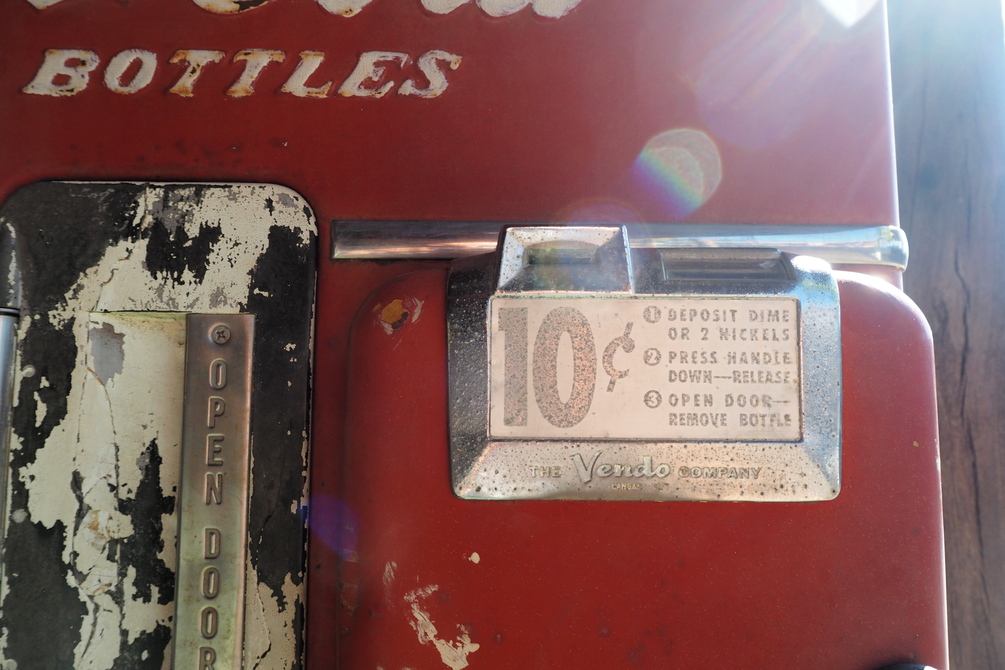 BOTTLES
10¢
1 DEPOSIT DIME
OR 2 NICKELS
2 PRESS HANDLE
DOWN—RELEASE
3 OPEN DOOR—
REMOVE BOTTLE
THE Vendo COMPANY
KANSAS
OPEN DOOR